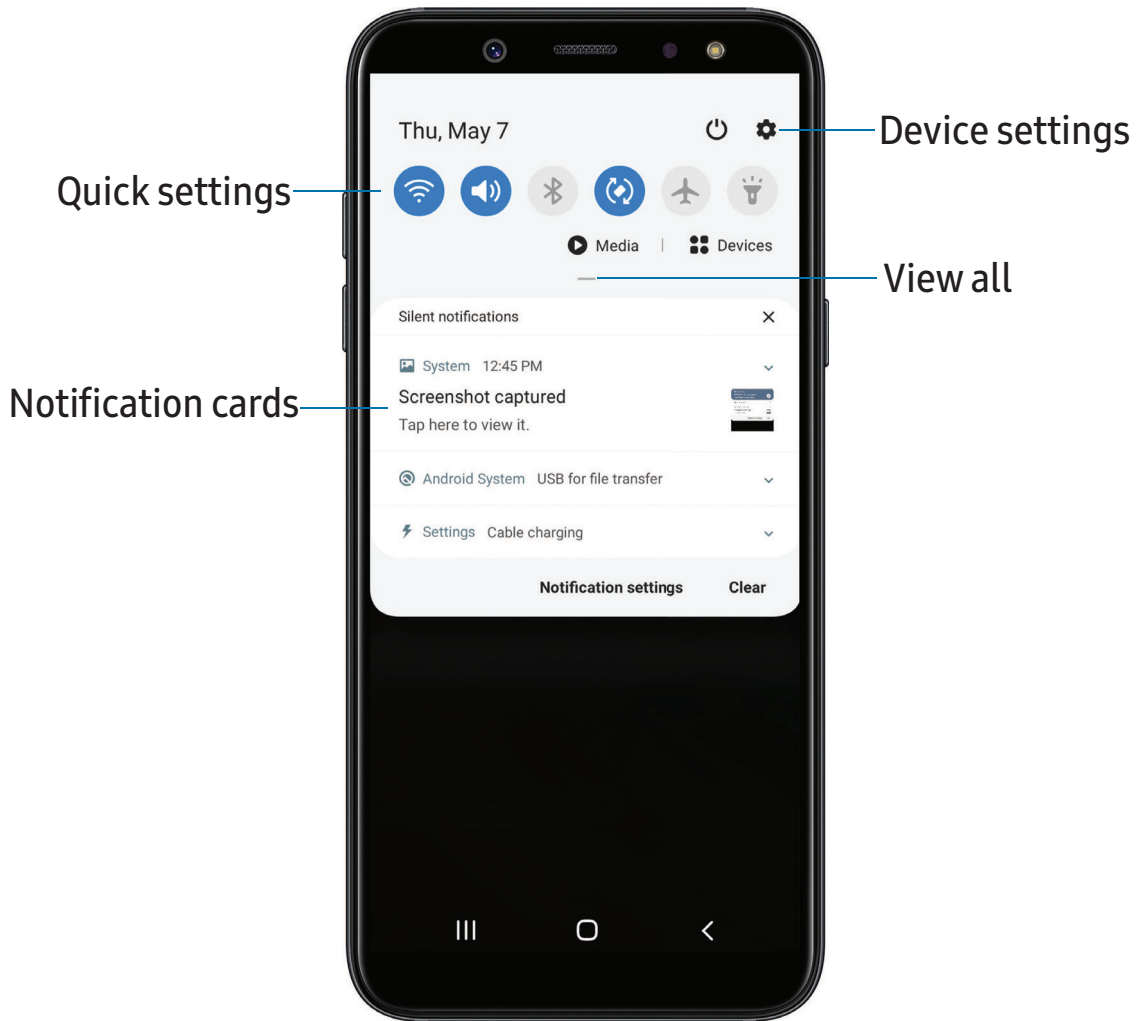 Thu, May 7
Device settings
Quick settings
Media | Devices
View all
Silent notifications
System 12:45 PM
Notification cards
Screenshot captured
Tap here to view it.
Android System USB for file transfer
Settings Cable charging
Notification settings Clear